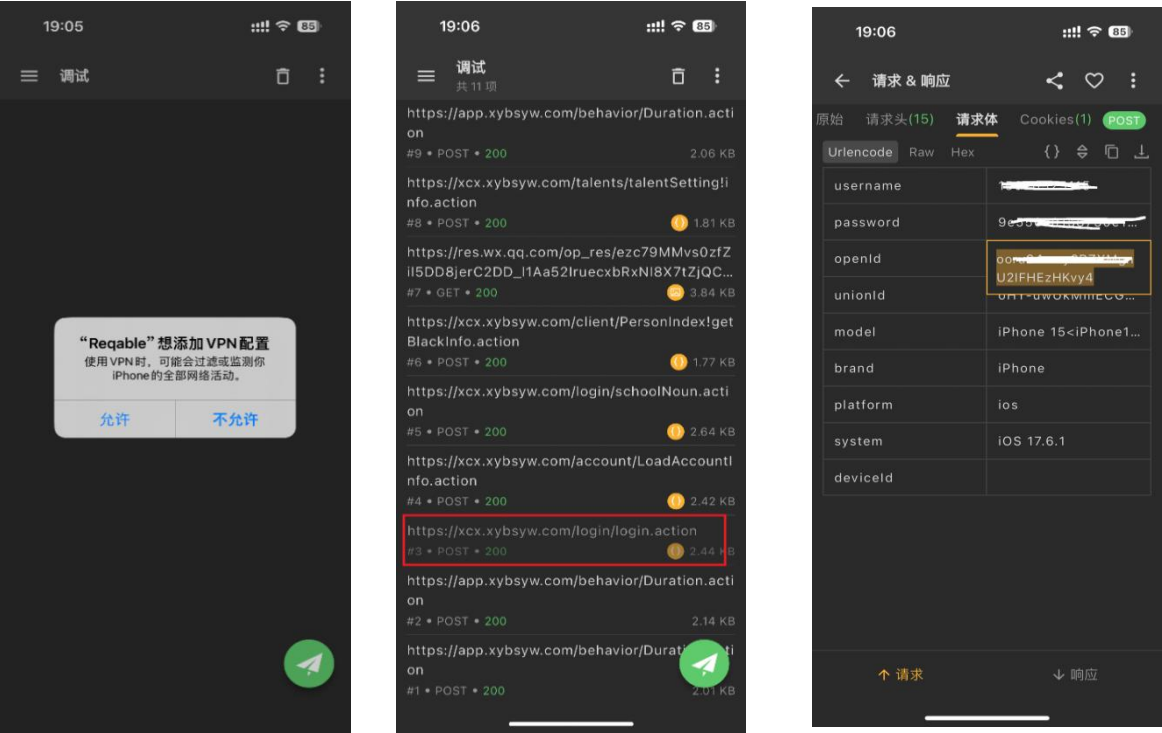 19:05
85
调试
“Reqable”想添加 VPN 配置
使用 VPN 时，可能会过滤或监测你
iPhone 的全部网络活动。
允许
不允许
19:06
85
调试
共 11 项
https://app.xybsyw.com/behavior/Duration.acti
on
#9 • POST • 200
2.06 KB
https://xcx.xybsyw.com/talents/talentSetting!i
nfo.action
#8 • POST • 200
1.81 KB
https://res.wx.qq.com/op_res/ezc79MMvs0zfZ
iI5DD8jerC2DD_I1Aa52IruecxbRxNI8X7tZjQC...
#7 • GET • 200
3.84 KB
https://xcx.xybsyw.com/client/PersonIndex!get
BlackInfo.action
#6 • POST • 200
1.77 KB
https://xcx.xybsyw.com/login/schoolNoun.acti
on
#5 • POST • 200
2.64 KB
https://xcx.xybsyw.com/account/LoadAccountI
nfo.action
#4 • POST • 200
2.42 KB
https://xcx.xybsyw.com/login/login.action
#3 • POST • 200
2.44 KB
https://app.xybsyw.com/behavior/Duration.acti
on
#2 • POST • 200
2.14 KB
https://app.xybsyw.com/behavior/Durat ti
on
#1 • POST • 200
2.01 KB
19:06
85
请求 & 响应
原始 请求头(15) 请求体 Cookies(1) POST
Urlencode Raw Hex
username
password
openId
U2IFHEzHKvy4
unionId
model iPhone 15<iPhone1...
brand iPhone
platform ios
system iOS 17.6.1
deviceId
请求
响应